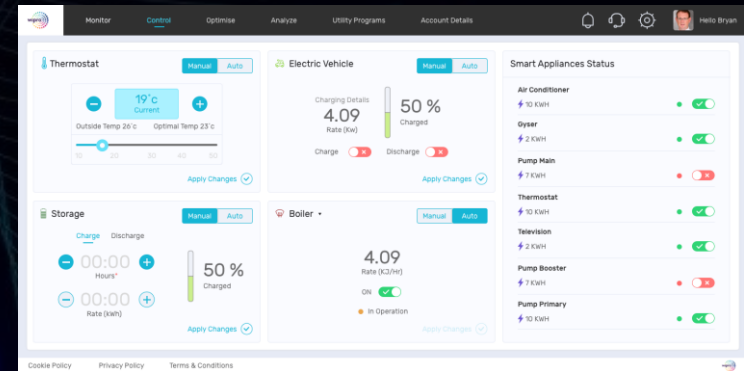 wipro
Monitor
Control
Optimise
Analyze
Utility Programs
Account Details
Hello Bryan
Thermostat
Manual
Auto
19°c
Current
Outside Temp 26°c
Optimal Temp 23°c
10 20 30 40 50
Apply Changes
Electric Vehicle
Manual
Auto
Charging Details
4.09
Rate (Kw)
50 %
Charged
Charge
Discharge
Apply Changes
Storage
Manual
Auto
Charge
Discharge
00:00
Hours*
00:00
Rate (kWh)
50 %
Charged
Apply Changes
Boiler
Manual
Auto
4.09
Rate (KJ/Hr)
ON
In Operation
Apply Changes
Smart Appliances Status
Air Conditioner
10 KWH
Gyser
2 KWH
Pump Main
7 KWH
Thermostat
10 KWH
Television
2 KWH
Pump Booster
7 KWH
Pump Primary
10 KWH
Cookie Policy
Privacy Policy
Terms & Conditions
wipro